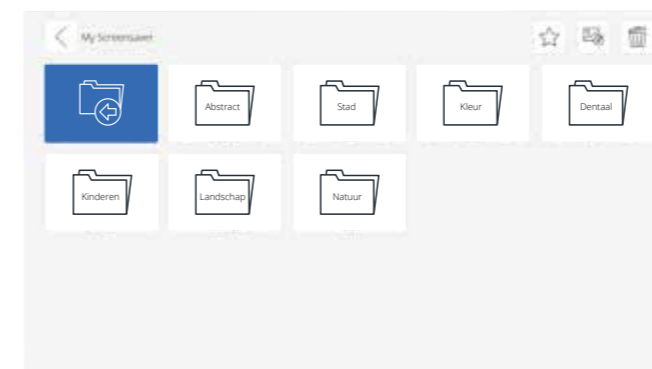 My Screensaver
Abstract
Stad
Kleur
Dentaal
Kinderen
Landschap
Natuur